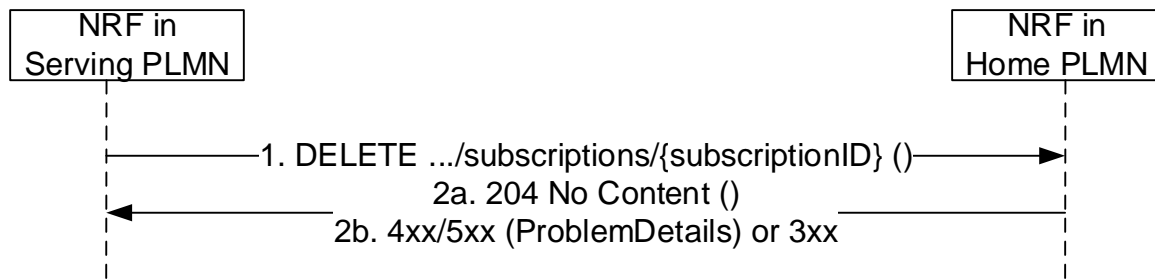 NRF in
Serving PLMN
NRF in
Home PLMN
1. DELETE .../subscriptions/{subscriptionID} ()
2a. 204 No Content ()
2b. 4xx/5xx (ProblemDetails) or 3xx